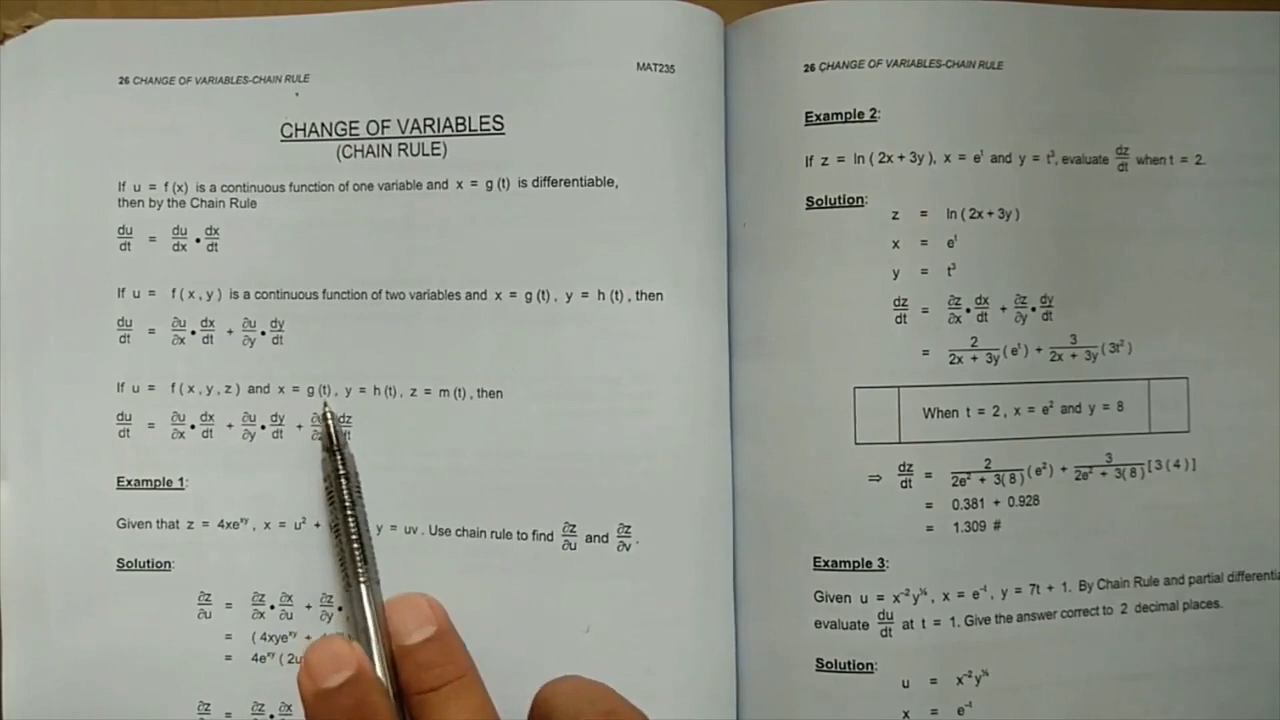 26 CHANGE OF VARIABLES-CHAIN RULE
MAT235
CHANGE OF VARIABLES
(CHAIN RULE)
If u = f (x) is a continuous function of one variable and x = g (t) is differentiable,
then by the Chain Rule
du/dt = du/dx • dx/dt
If u = f ( x , y ) is a continuous function of two variables and x = g (t) , y = h (t) , then
du/dt = ∂u/∂x • dx/dt + ∂u/∂y • dy/dt
If u = f ( x , y , z ) and x = g (t) , y = h (t) , z = m (t) , then
du/dt = ∂u/∂x • dx/dt + ∂u/∂y • dy/dt + dz
Example 1:
Given that z = 4xe^xy , x = u² + y = uv . Use chain rule to find ∂z/∂u and ∂z/∂v .
Solution:
∂z/∂u = ∂z/∂x • ∂x/∂u + ∂z/∂y •
= ( 4xye^xy +
= 4e^xy ( 2u
∂z = ∂z • ∂x
26 CHANGE OF VARIABLES-CHAIN RULE
Example 2:
If z = ln ( 2x + 3y ), x = e^t and y = t³, evaluate dz/dt when t = 2.
Solution:
z = ln ( 2x + 3y )
x = e^t
y = t³
dz/dt = ∂z/∂x • dx/dt + ∂z/∂y • dy/dt
= 2/(2x + 3y) ( e^t ) + 3/(2x + 3y) ( 3t² )
When t = 2 , x = e² and y = 8
⇒ dz/dt = 2/(2e² + 3( 8 )) ( e² ) + 3/(2e² + 3( 8 )) [ 3 ( 4 ) ]
= 0.381 + 0.928
= 1.309 #
Example 3:
Given u = x⁻² , x = e^-t , y = 7t + 1. By Chain Rule and partial
evaluate du/dt at t = 1. Give the answer correct to 2 decimal places.
Solution:
u = x⁻²
x = e^-t